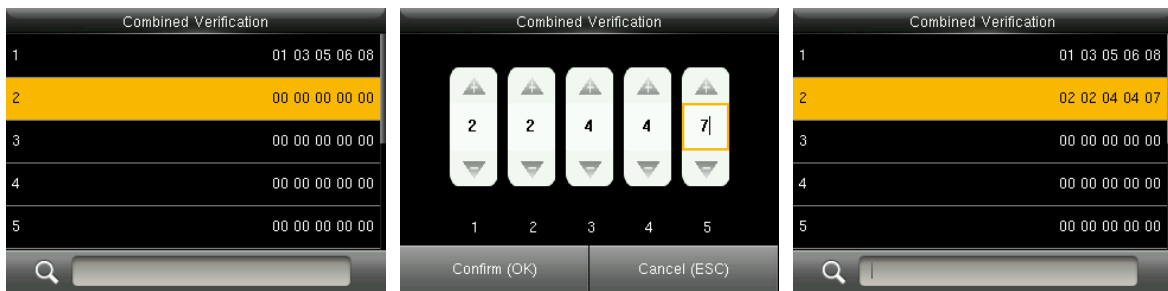 Combined Verification
1 01 03 05 06 08
2 00 00 00 00 00
3 00 00 00 00 00
4 00 00 00 00 00
5 00 00 00 00 00
Combined Verification
2 2 4 4 7
1 2 3 4 5
Confirm (OK) Cancel (ESC)
Combined Verification
1 01 03 05 06 08
2 02 02 04 04 07
3 00 00 00 00 00
4 00 00 00 00 00
5 00 00 00 00 00